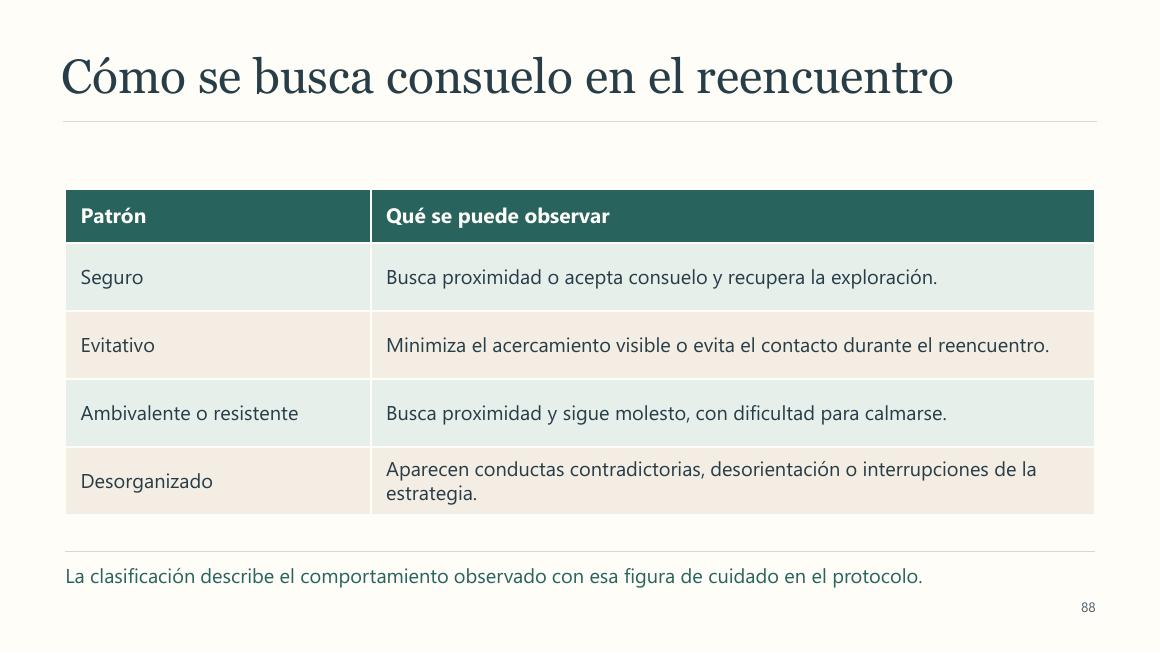 Cómo se busca consuelo en el reencuentro
Patrón
Qué se puede observar
Seguro
Busca proximidad o acepta consuelo y recupera la exploración.
Evitativo
Minimiza el acercamiento visible o evita el contacto durante el reencuentro.
Ambivalente o resistente
Busca proximidad y sigue molesto, con dificultad para calmarse.
Desorganizado
Aparecen conductas contradictorias, desorientación o interrupciones de la
estrategia.
La clasificación describe el comportamiento observado con esa figura de cuidado en el protocolo.
88